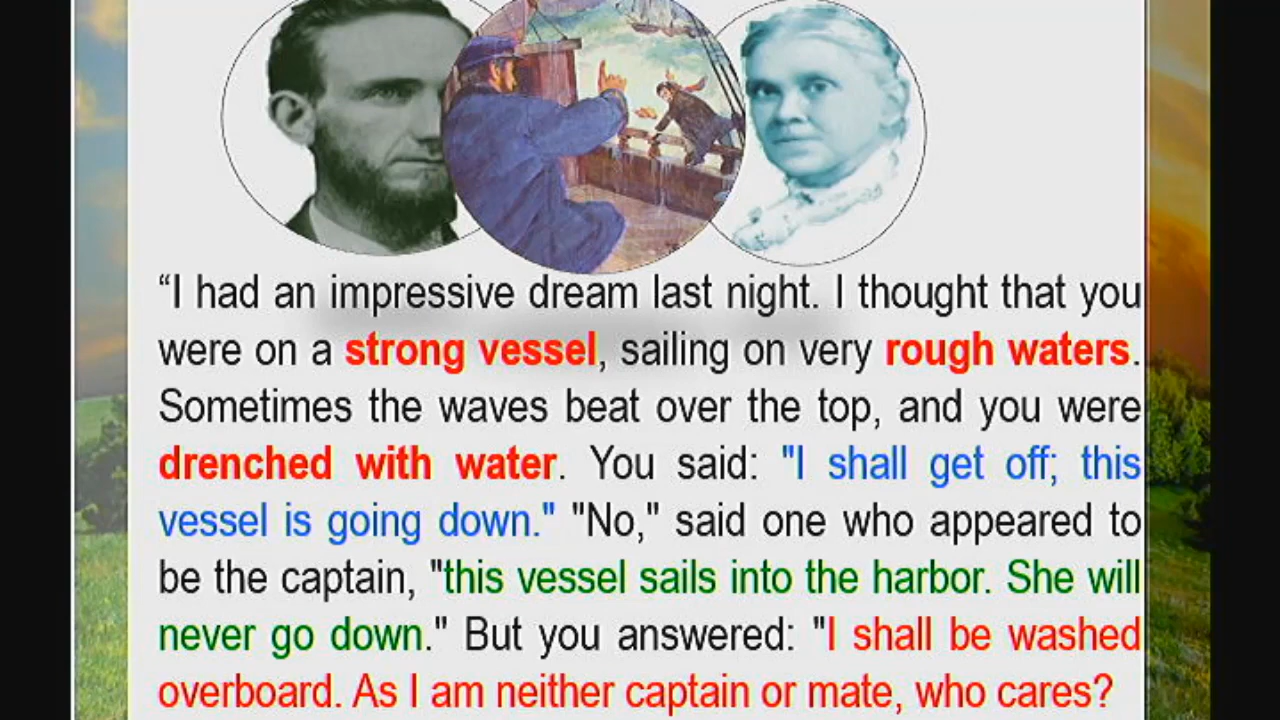 “I had an impressive dream last night. I thought that you
were on a strong vessel, sailing on very rough waters.
Sometimes the waves beat over the top, and you were
drenched with water. You said: "I shall get off; this
vessel is going down." "No," said one who appeared to
be the captain, "this vessel sails into the harbor. She will
never go down." But you answered: "I shall be washed
overboard. As I am neither captain or mate, who cares?